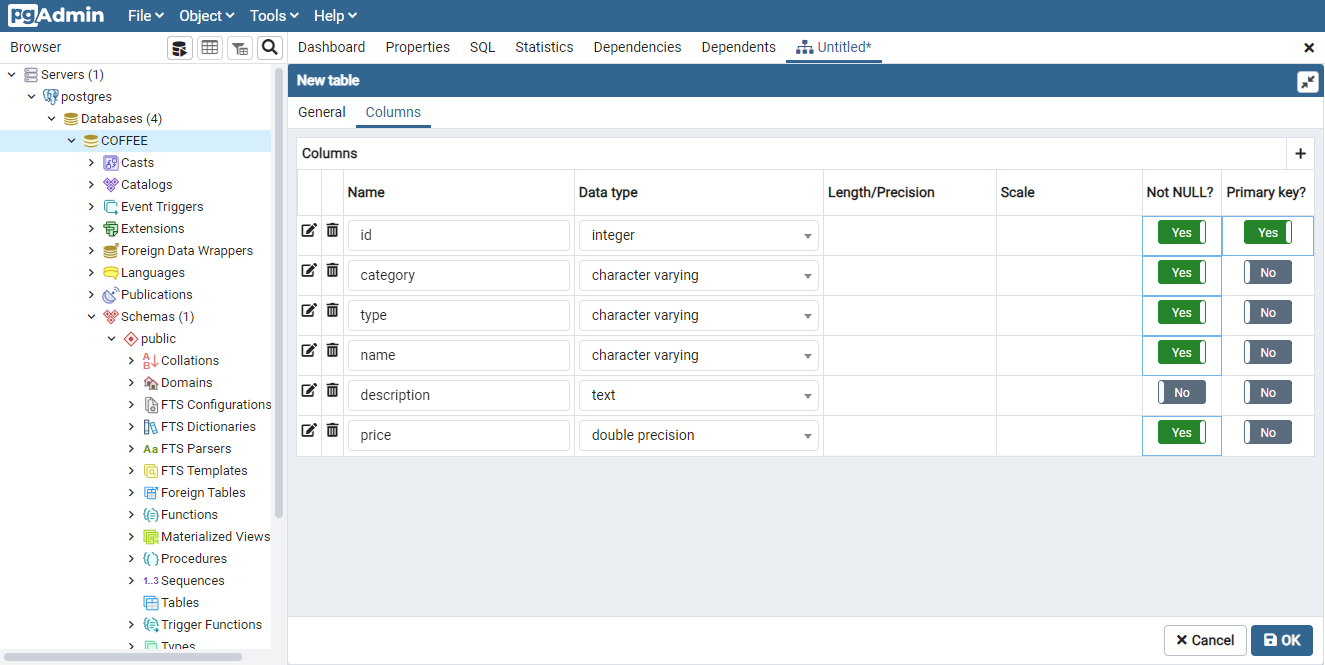 pgAdmin File Object Tools Help
Browser
Dashboard Properties SQL Statistics Dependencies Dependents Untitled*
Servers (1)
postgres
Databases (4)
COFFEE
Casts
Catalogs
Event Triggers
Extensions
Foreign Data Wrappers
Languages
Publications
Schemas (1)
public
Collations
Domains
FTS Configurations
FTS Dictionaries
Aa FTS Parsers
FTS Templates
Foreign Tables
Functions
Materialized Views
Procedures
1..3 Sequences
Tables
Trigger Functions
Types
New table
General Columns
Columns
Name Data type Length/Precision Scale Not NULL? Primary key?
id integer Yes Yes
category character varying Yes No
type character varying Yes No
name character varying Yes No
description text No No
price double precision Yes No
Cancel OK